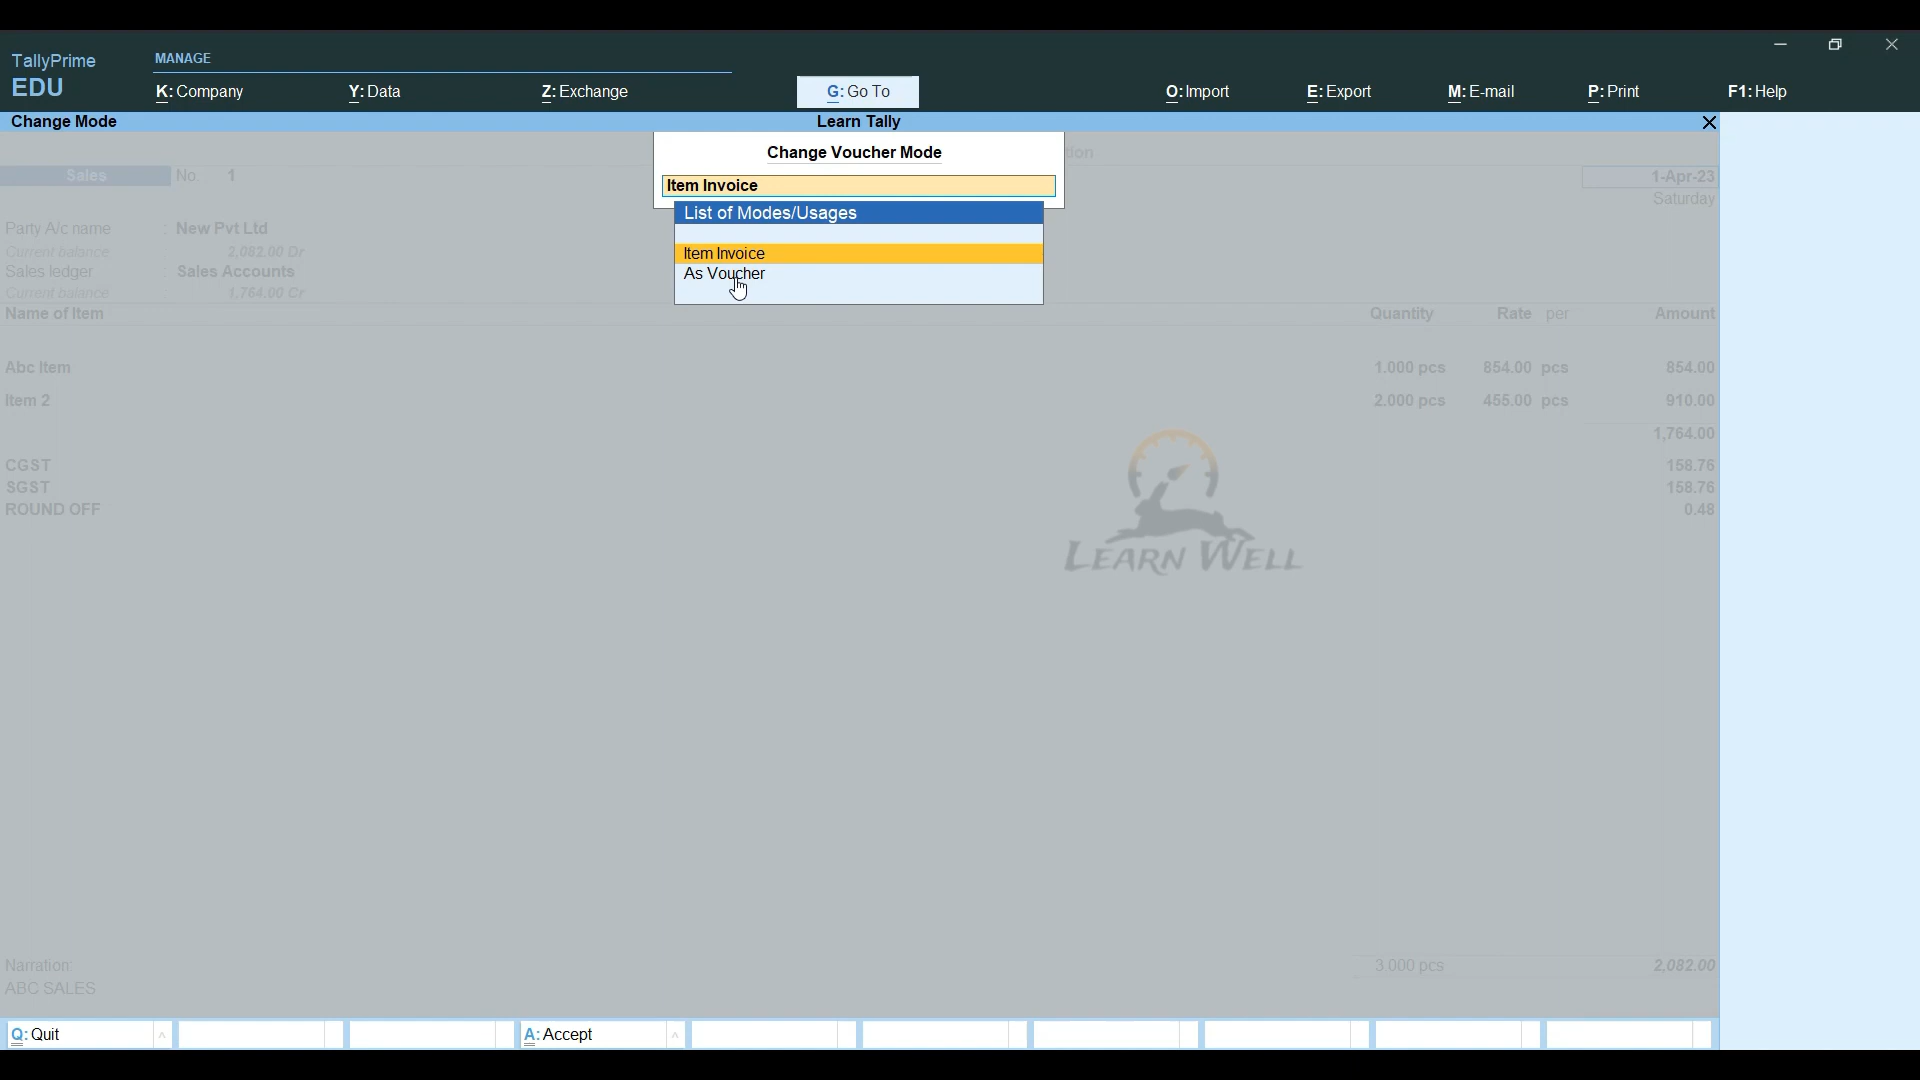 TallyPrime
EDU
MANAGE
K: Company Y: Data Z: Exchange G: Go To O: Import E: Export M: E-mail P: Print F1: Help
Change Mode Learn Tally
Change Voucher Mode tion
Item Invoice
List of Modes/Usages
Item Invoice
As Voucher
Sales No. 1 1-Apr-23
Saturday
Party A/c name : New Pvt Ltd
Current balance 2,082.00 Dr
Sales ledger : Sales Accounts
Current balance 1,764.00 Cr
Name of Item Quantity Rate per Amount
Abc Item 1.000 pcs 854.00 pcs 854.00
Item 2 2.000 pcs 455.00 pcs 910.00
1,764.00
CGST 158.76
SGST 158.76
ROUND OFF 0.48
LEARN WELL
Narration: 3.000 pcs 2,082.00
ABC SALES
Q: Quit A: Accept